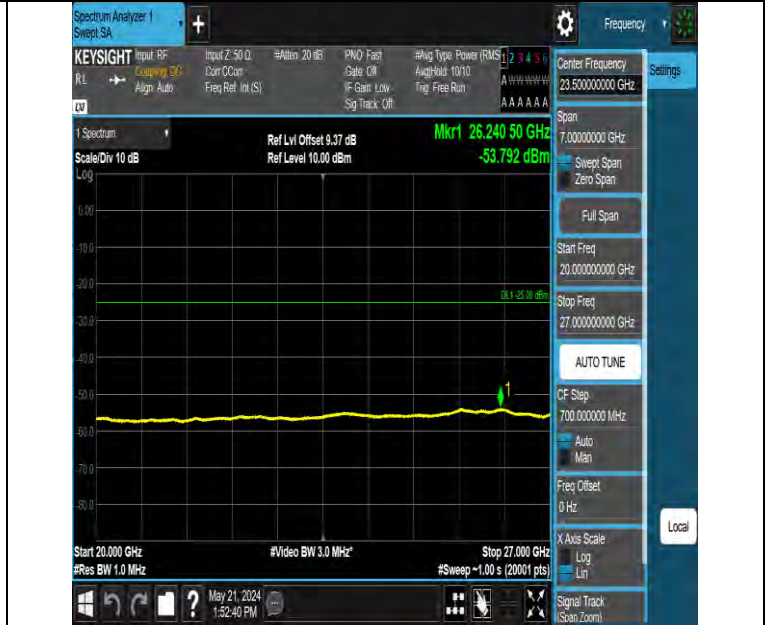 Spectrum Analyzer 1
Swept SA
+
Frequency
KEYSIGHT
RL
LXI
Input: RF
Coupling: DC
Align: Auto
Input Z: 50 Ω
Corr CCorr
Freq Ref: Int (S)
#Atten: 20 dB
PNO: Fast
Gate: Off
IF Gain: Low
Sig Track: Off
#Avg Type: Power (RMS
Avg|Hold: 10/10
Trig: Free Run
1 2 3 4 5 6
A W W W W W
A A A A A A
Center Frequency
23.500000000 GHz
Settings
1 Spectrum
Scale/Div 10 dB
Log
Ref Lvl Offset 9.37 dB
Ref Level 10.00 dBm
Mkr1 26.240 50 GHz
-53.792 dBm
Span
7.00000000 GHz
Swept Span
Zero Span
Full Span
Start Freq
20.000000000 GHz
Stop Freq
27.000000000 GHz
AUTO TUNE
CF Step
700.000000 MHz
Auto
Man
Freq Offset
0 Hz
X Axis Scale
Log
Lin
Signal Track
(Span Zoom)
Local
0.00
-10.0
-20.0
DL1 -25.00 dBm
-30.0
-40.0
-50.0
1
-60.0
-70.0
-80.0
Start 20.000 GHz
#Res BW 1.0 MHz
#Video BW 3.0 MHz*
Stop 27.000 GHz
#Sweep ~1.00 s (20001 pts)
?
May 21, 2024
1:52:40 PM